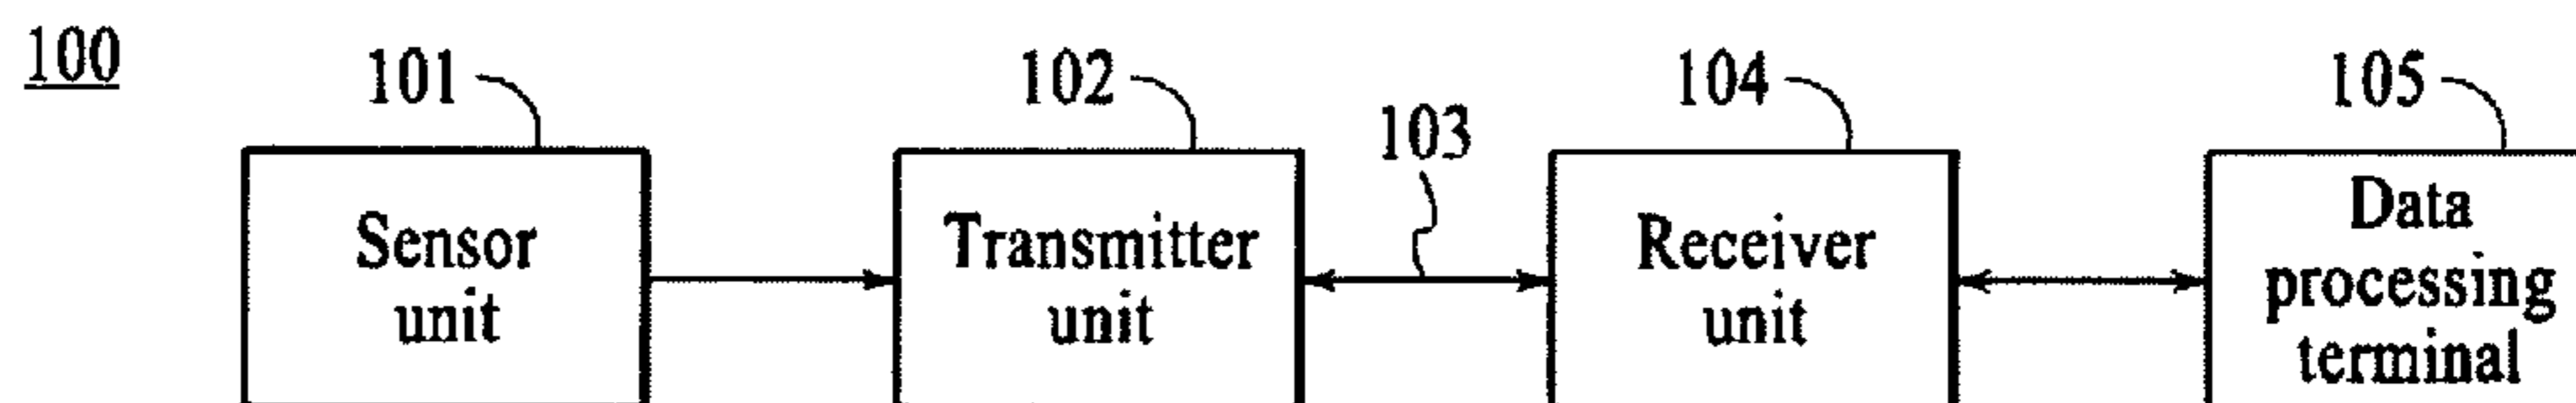 100
101
102
103
104
105
Sensor
unit
Transmitter
unit
Receiver
unit
Data
processing
terminal